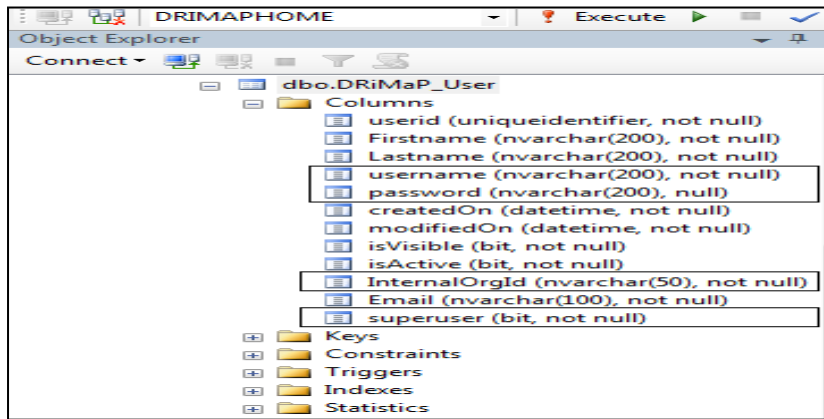 DRIMAPHOME Execute
Object Explorer
Connect
dbo.DRiMaP_User
Columns
userid (uniqueidentifier, not null)
Firstname (nvarchar(200), not null)
Lastname (nvarchar(200), not null)
username (nvarchar(200), not null)
password (nvarchar(200), null)
createdOn (datetime, not null)
modifiedOn (datetime, not null)
isVisible (bit, not null)
isActive (bit, not null)
InternalOrgId (nvarchar(50), not null)
Email (nvarchar(100), not null)
superuser (bit, not null)
Keys
Constraints
Triggers
Indexes
Statistics